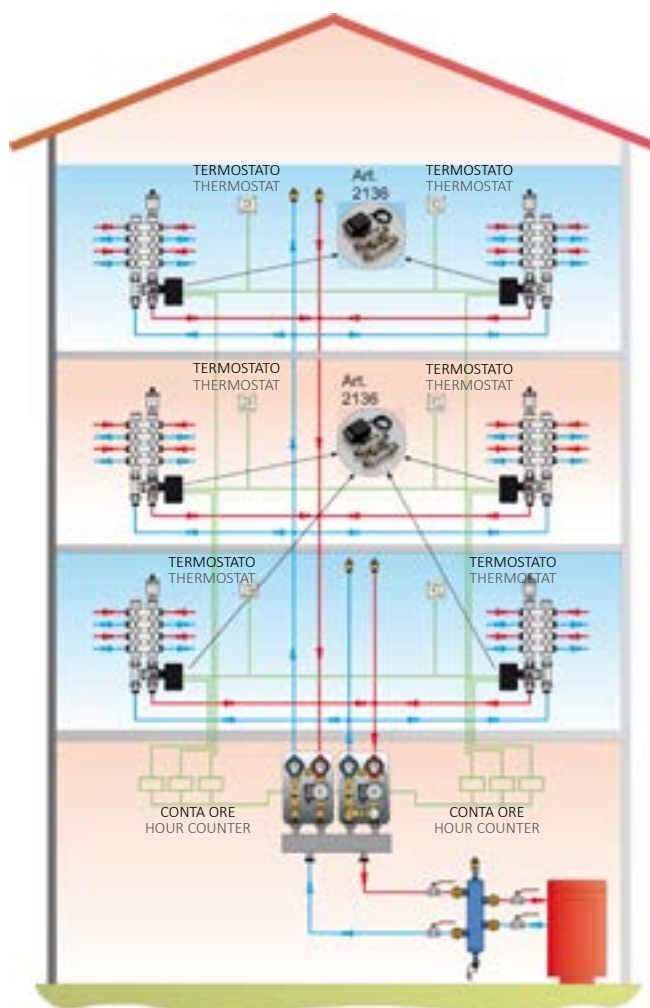 TERMOSTATO
THERMOSTAT
Art.
2136
TERMOSTATO
THERMOSTAT
TERMOSTATO
THERMOSTAT
Art.
2136
TERMOSTATO
THERMOSTAT
TERMOSTATO
THERMOSTAT
TERMOSTATO
THERMOSTAT
CONTA ORE
HOUR COUNTER
CONTA ORE
HOUR COUNTER